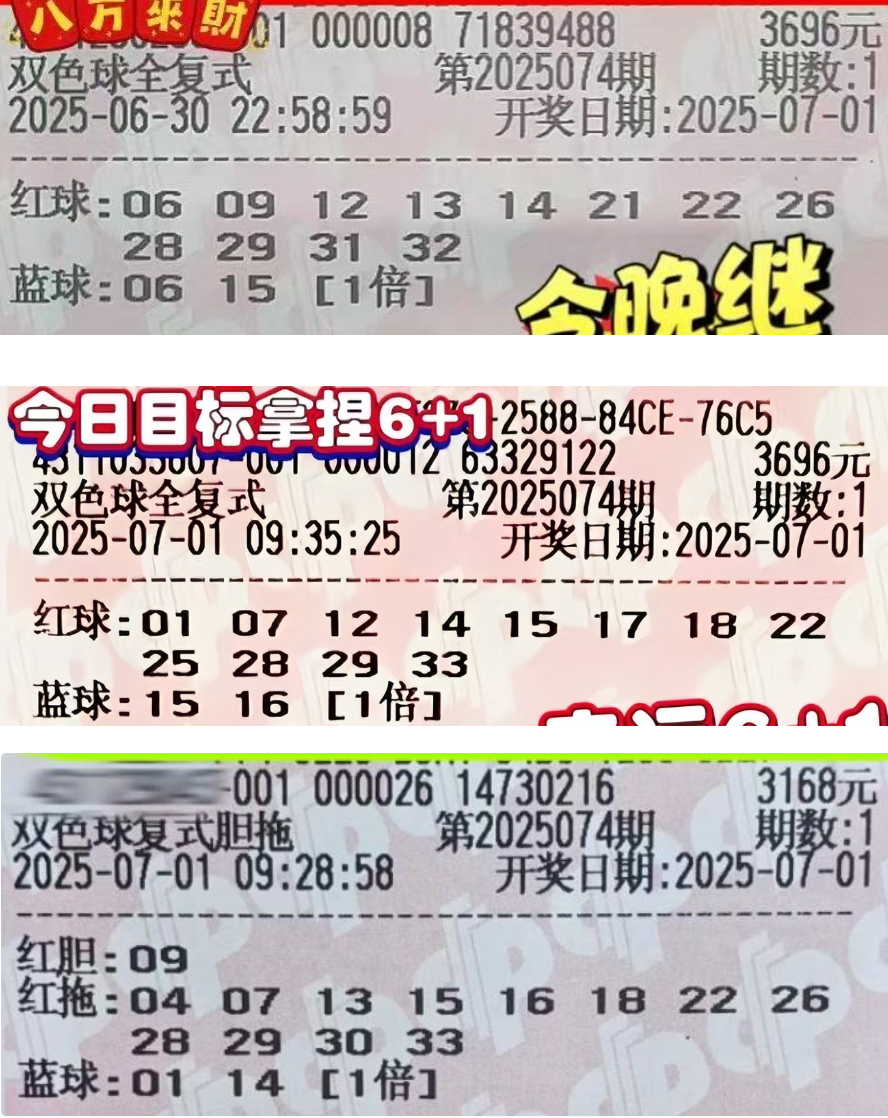 八方來財
01 000008 71839488 3696元
双色球全复式 第2025074期 期数:1
2025-06-30 22:58:59 开奖日期:2025-07-01
红球:06 09 12 13 14 21 22 26
28 29 31 32
蓝球:06 15 [1倍]
今晚继
今日目标拿捏6+1
-2588-84CE-76C5
000012 63329122 3696元
双色球全复式 第2025074期 期数:1
2025-07-01 09:35:25 开奖日期:2025-07-01
红球:01 07 12 14 15 17 18 22
25 28 29 33
蓝球:15 16 [1倍]
-001 000026 14730216 3168元
双色球复式胆拖 第2025074期 期数:1
2025-07-01 09:28:58 开奖日期:2025-07-01
红胆:09
红拖:04 07 13 15 16 18 22 26
28 29 30 33
蓝球:01 14 [1倍]